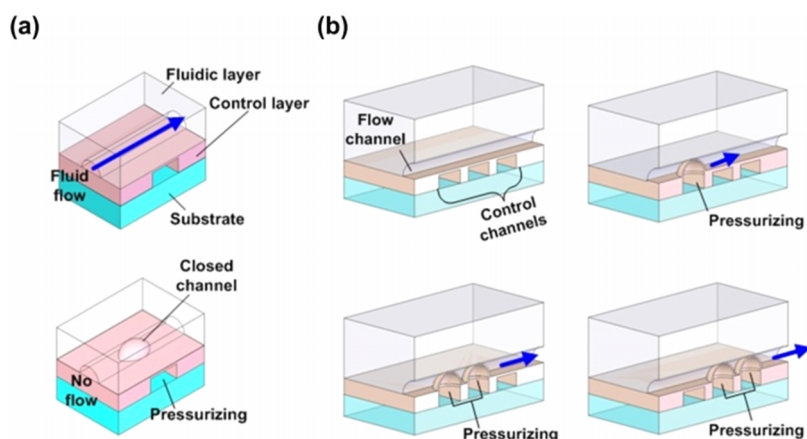 (a)
Fluidic layer
Control layer
Fluid
flow
Substrate
Closed
channel
No
flow
Pressurizing
(b)
Flow
channel
Control
channels
Pressurizing
Pressurizing
Pressurizing